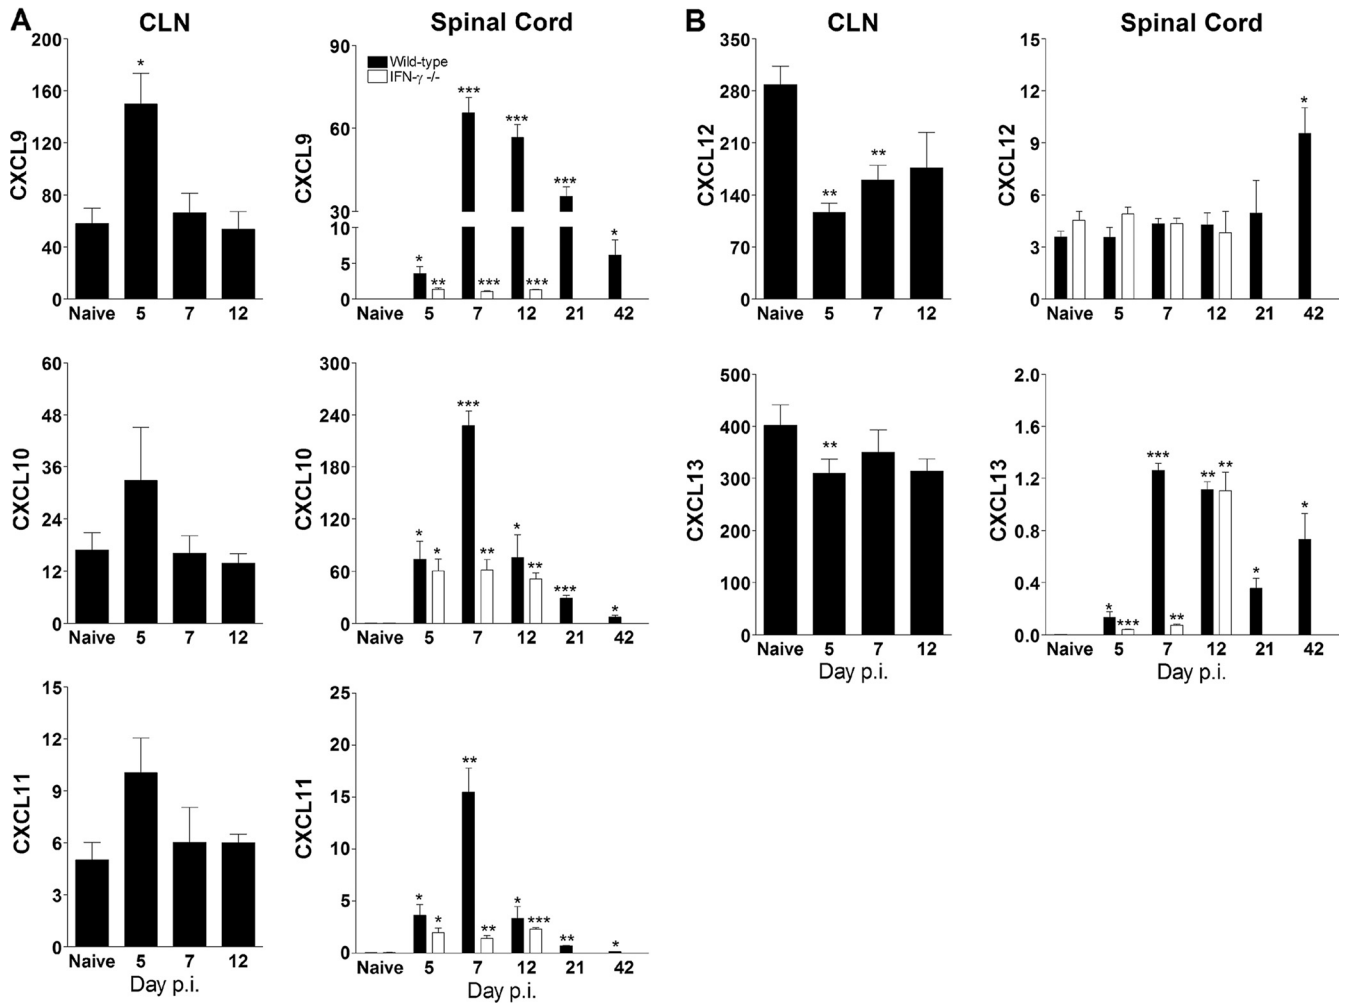 A
CLN
Spinal Cord
B
CLN
Spinal Cord
CXCL9
200
160
120
80
40
0
*
Naive 5 7 12
CXCL9
90
60
30
10
5
0
Wild-type
IFN-γ -/-
* ** *** *** *** *** *** *
Naive 5 7 12 21 42
CXCL12
350
280
210
140
70
0
** **
Naive 5 7 12
CXCL12
15
12
9
6
3
0
*
Naive 5 7 12 21 42
CXCL10
60
48
36
24
12
0
Naive 5 7 12
CXCL10
300
240
180
120
60
0
* * *** ** * ** *** *
Naive 5 7 12 21 42
CXCL13
500
400
300
200
100
0
**
Naive 5 7 12
Day p.i.
CXCL13
2.0
1.6
1.2
0.8
0.4
0.0
* *** *** ** ** ** * *
Naive 5 7 12 21 42
Day p.i.
CXCL11
15
12
9
6
3
0
Naive 5 7 12
Day p.i.
CXCL11
25
20
15
10
5
0
* * ** ** * *** ** *
Naive 5 7 12 21 42
Day p.i.